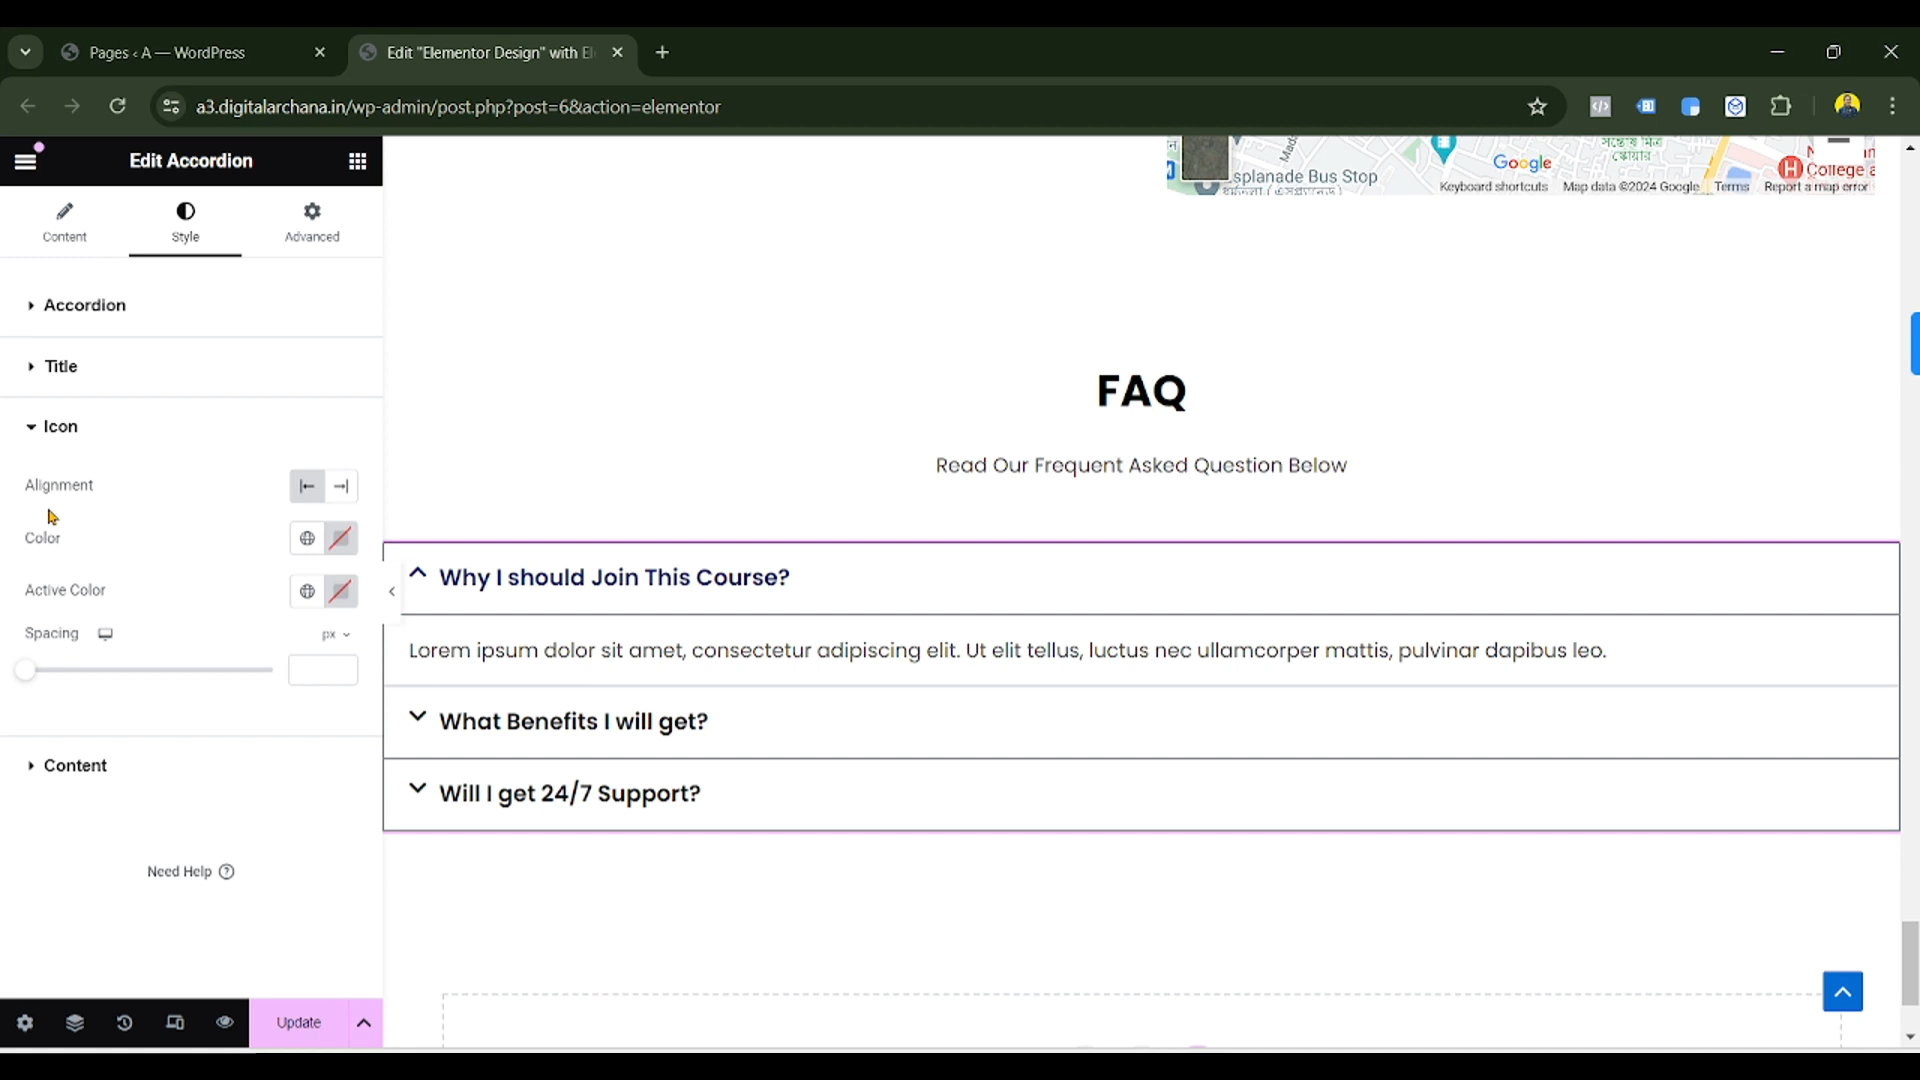 Pages ‹ A — WordPress
Edit "Elementor Design" with El
a3.digitalarchana.in/wp-admin/post.php?post=6&action=elementor
Edit Accordion
Content
Style
Advanced
Accordion
Title
Icon
Alignment
Color
Active Color
Spacing
px
Content
Need Help
Update
splanade Bus Stop
Google
Keyboard shortcuts
Map data ©2024 Google
Terms
Report a map error
College
FAQ
Read Our Frequent Asked Question Below
Why I should Join This Course?
Lorem ipsum dolor sit amet, consectetur adipiscing elit. Ut elit tellus, luctus nec ullamcorper mattis, pulvinar dapibus leo.
What Benefits I will get?
Will I get 24/7 Support?